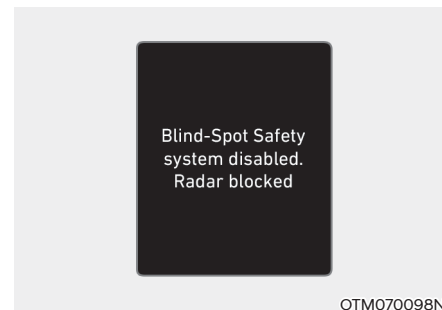 Blind-Spot Safety
system disabled.
Radar blocked
OTM070098N